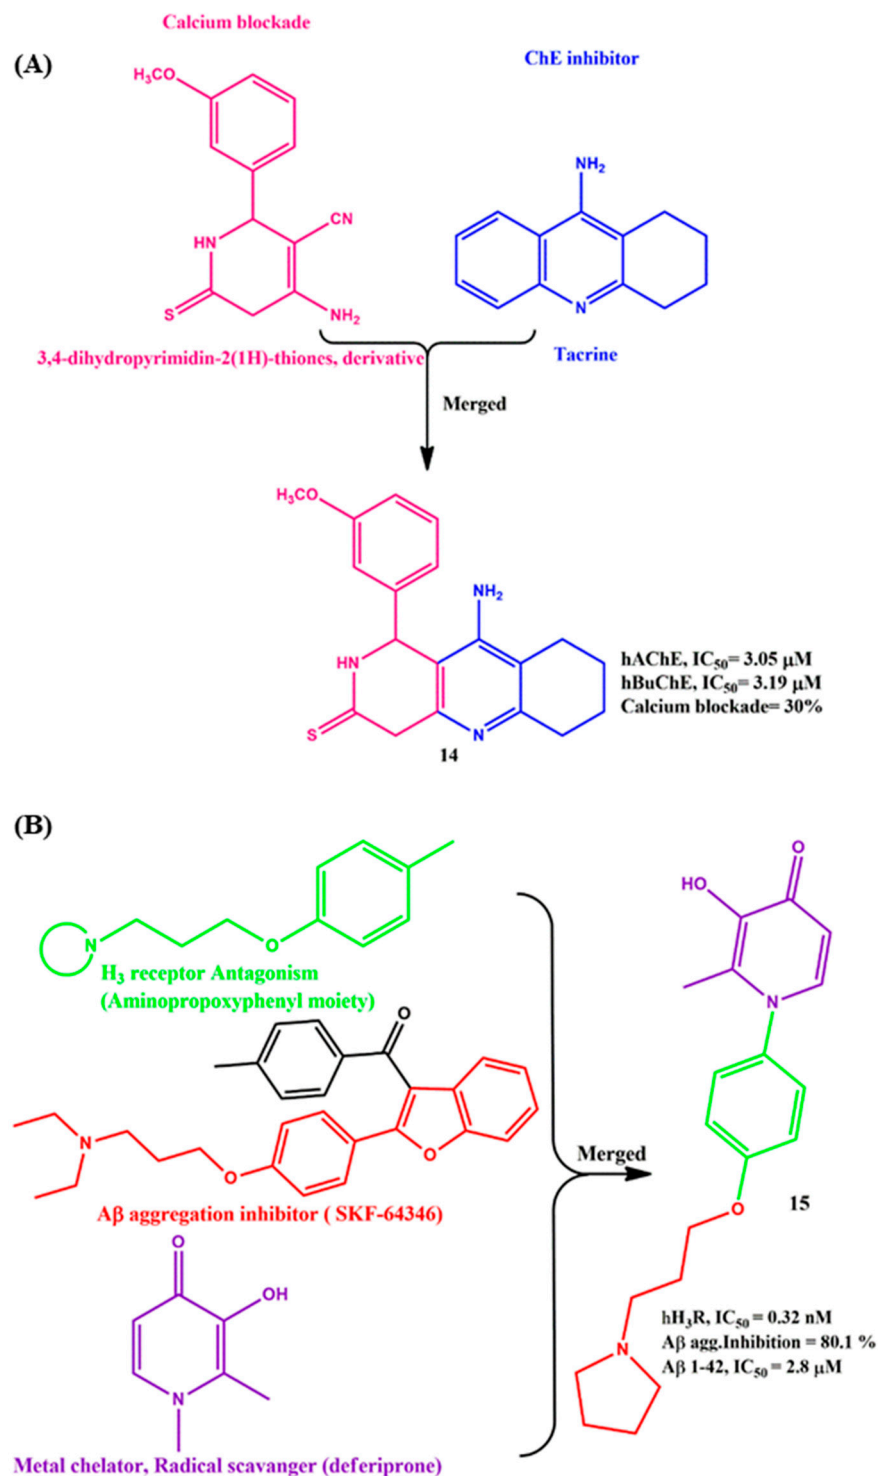 Calcium blockade
(A)
ChE inhibitor
H₃CO
NH₂
CN
HN
S
NH₂
N
3,4-dihydropyrimidin-2(1H)-thiones, derivative
Tacrine
Merged
H₃CO
NH₂
HN
S
N
14
hAChE, IC₅₀= 3.05 μM
hBuChE, IC₅₀= 3.19 μM
Calcium blockade= 30%
(B)
N
O
H₃ receptor Antagonism
(Aminopropoxyphenyl moiety)
O
N
O
O
Aβ aggregation inhibitor ( SKF-64346)
O
OH
N
Metal chelator, Radical scavanger (deferiprone)
Merged
O
HO
N
O
15
N
hH₃R, IC₅₀ = 0.32 nM
Aβ agg.Inhibition = 80.1 %
Aβ 1-42, IC₅₀ = 2.8 μM